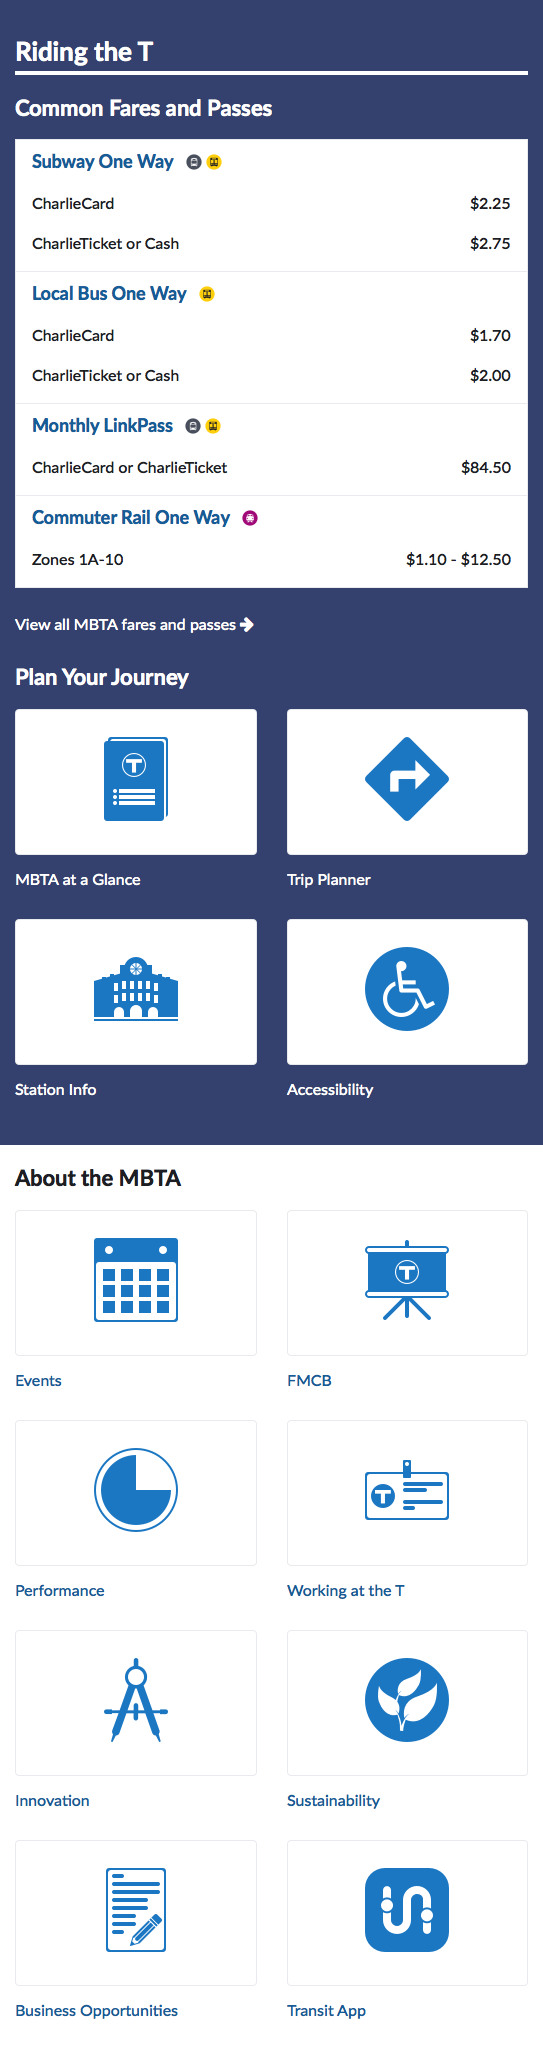 Riding the T
Common Fares and Passes
Subway One Way
CharlieCard $2.25
CharlieTicket or Cash $2.75
Local Bus One Way
CharlieCard $1.70
CharlieTicket or Cash $2.00
Monthly LinkPass
CharlieCard or CharlieTicket $84.50
Commuter Rail One Way
Zones 1A-10 $1.10 - $12.50
View all MBTA fares and passes
Plan Your Journey
T
MBTA at a Glance Trip Planner
Station Info Accessibility
About the MBTA
T
Events FMCB
T
Performance Working at the T
Innovation Sustainability
Business Opportunities Transit App